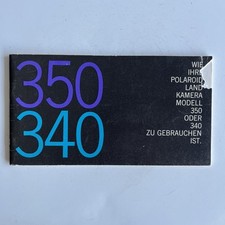 350
340
WIE
IHRE
POLAROID
LAND
KAMERA
MODELL
350
ODER
340
ZU GEBRAUCHEN
IST.